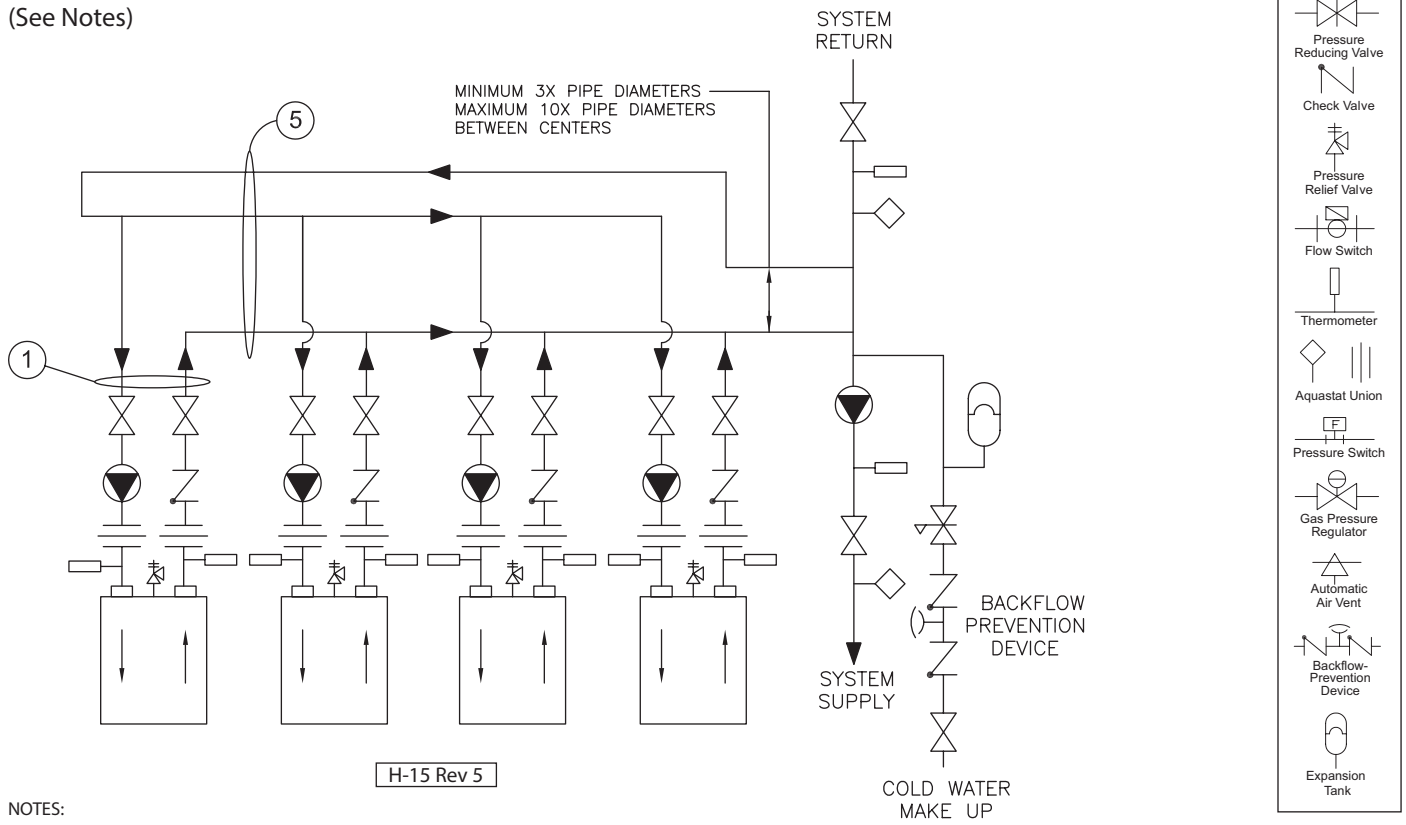 (See Notes)
SYSTEM
RETURN
MINIMUM 3X PIPE DIAMETERS
MAXIMUM 10X PIPE DIAMETERS
BETWEEN CENTERS
5
1
BACKFLOW
PREVENTION
DEVICE
SYSTEM
SUPPLY
H-15 Rev 5
COLD WATER
MAKE UP
NOTES:
Pressure
Reducing Valve
Check Valve
Pressure
Relief Valve
Flow Switch
Thermometer
Aquastat Union
F
Pressure Switch
Gas Pressure
Regulator
Automatic
Air Vent
Backflow-
Prevention
Device
Expansion
Tank